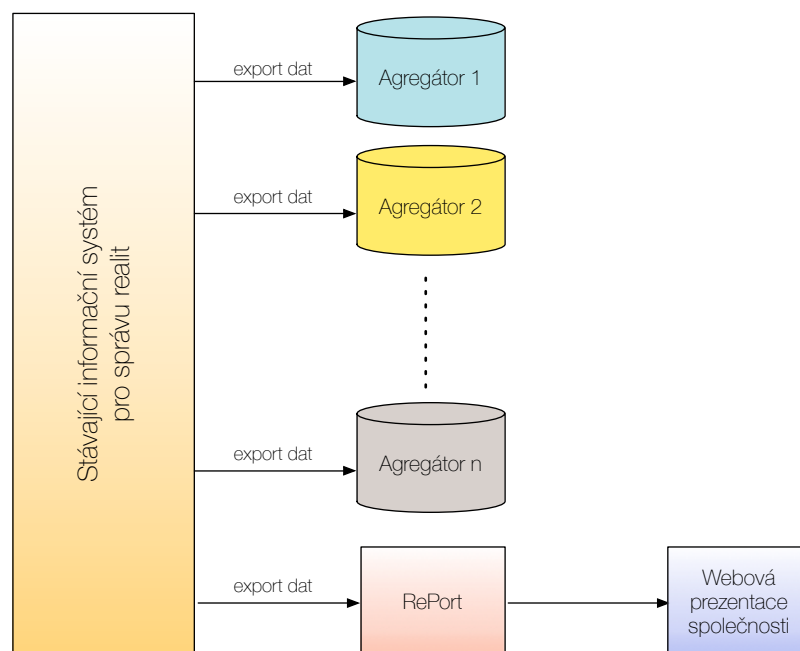 Stávající informační systém
pro správu realit
export dat
Agregátor 1
export dat
Agregátor 2
export dat
Agregátor n
export dat
RePort
Webová
prezentace
společnosti